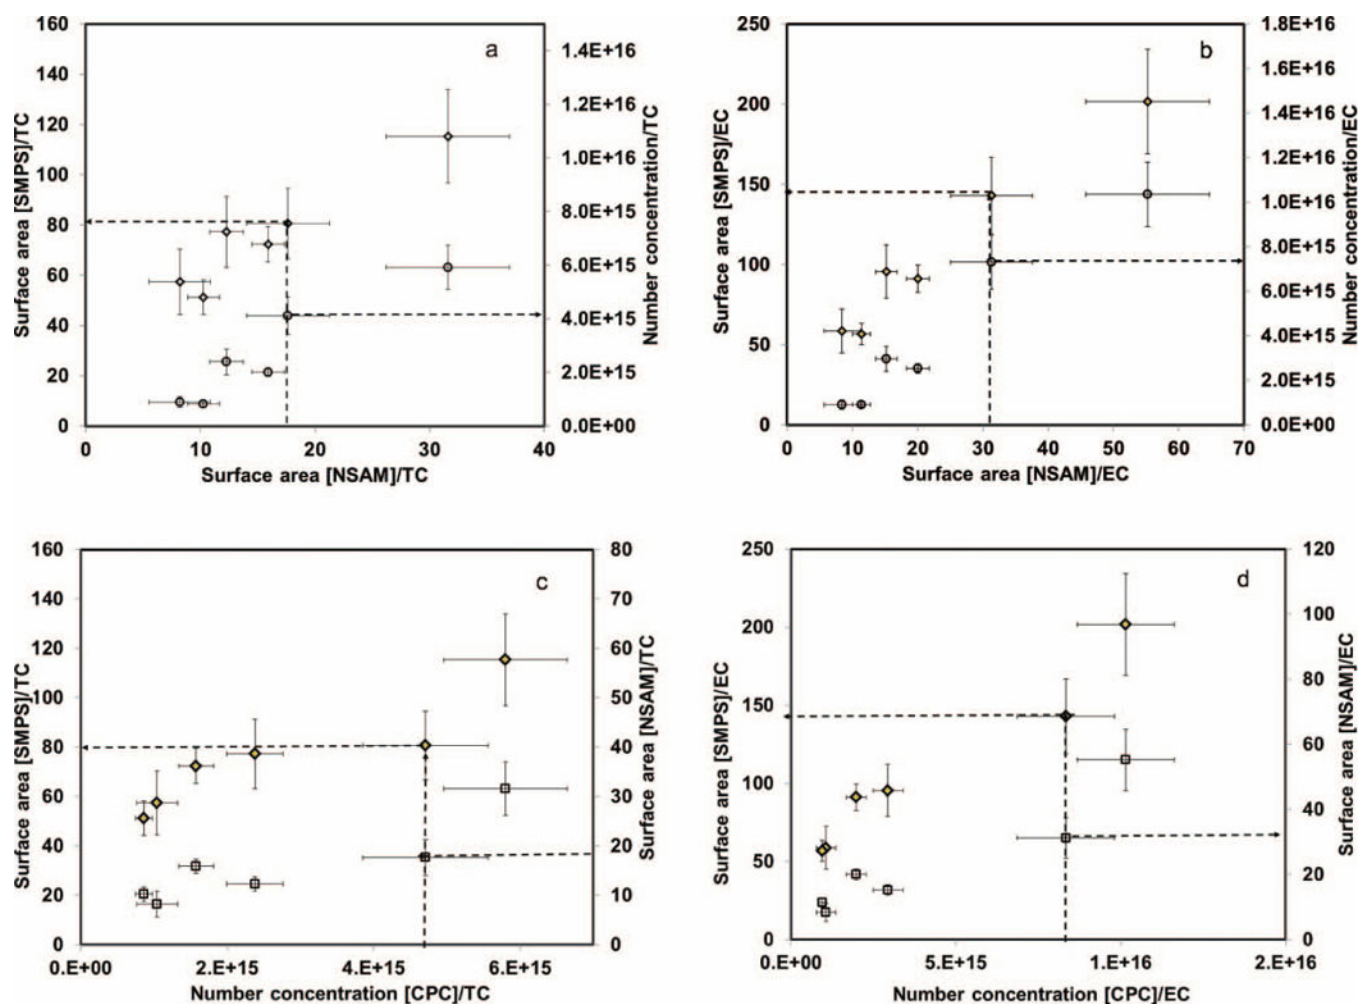 a
160
140
120
100
80
60
40
20
0
Surface area [SMPS]/TC
1.4E+16
1.2E+16
1.0E+16
8.0E+15
6.0E+15
4.0E+15
2.0E+15
0.0E+00
Number concentration/TC
0 10 20 30 40
Surface area [NSAM]/TC
b
250
200
150
100
50
0
Surface area [SMPS]/EC
1.8E+16
1.6E+16
1.4E+16
1.2E+16
1.0E+16
8.0E+15
6.0E+15
4.0E+15
2.0E+15
0.0E+00
Number concentration/EC
0 10 20 30 40 50 60 70
Surface area [NSAM]/EC
c
160
140
120
100
80
60
40
20
0
Surface area [SMPS]/TC
80
70
60
50
40
30
20
10
0
Surface area [NSAM]/TC
0.E+00 2.E+15 4.E+15 6.E+15
Number concentration [CPC]/TC
d
250
200
150
100
50
0
Surface area [SMPS]/EC
120
100
80
60
40
20
0
Surface area [NSAM]/EC
0.E+00 5.E+15 1.E+16 2.E+16
Number concentration [CPC]/EC